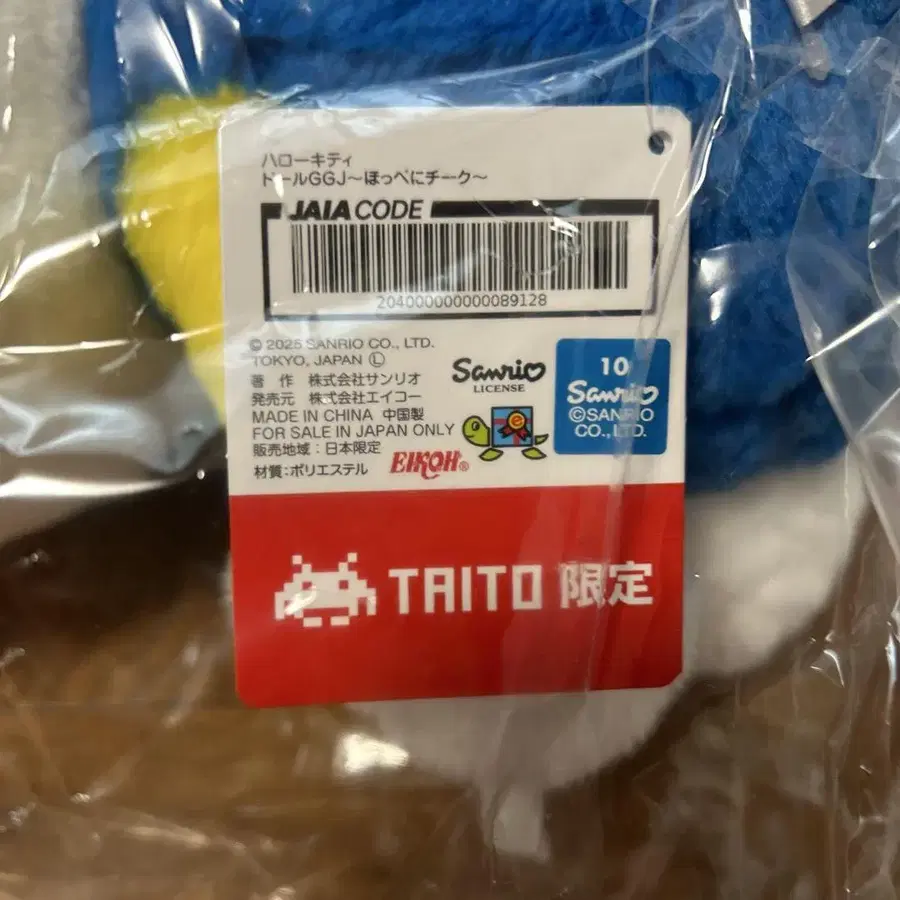 ハローキティ
ドールGGJ～ほっぺにチーク～
JAIA CODE
2040000000000089128
© 2025 SANRIO CO., LTD.
TOKYO, JAPAN Ⓛ
著 作 株式会社サンリオ
発売元 株式会社エイコー
MADE IN CHINA 中国製
FOR SALE IN JAPAN ONLY
販売地域：日本限定
材質：ポリエステル
Sanrio
LICENSE
e
EIKOH®
10
Sanrio
©SANRIO
CO., LTD.
TAITO 限定